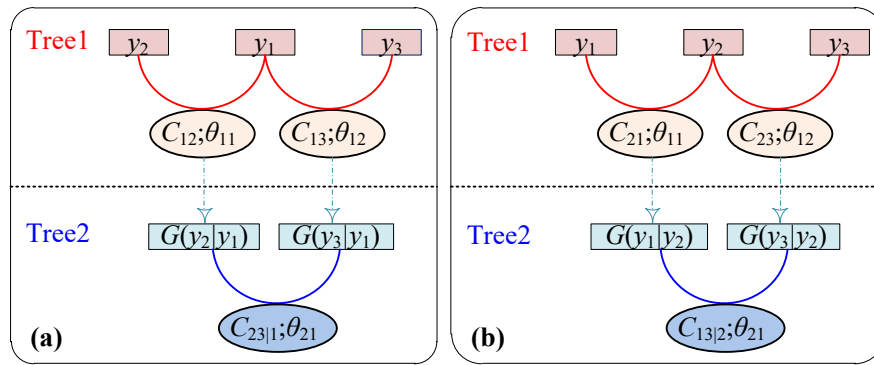 Tree1 y₂ y₁ y₃
C₁₂;θ₁₁ C₁₃;θ₁₂
Tree2 G(y₂|y₁) G(y₃|y₁)
C₂₃|₁;θ₂₁
(a)
Tree1 y₁ y₂ y₃
C₂₁;θ₁₁ C₂₃;θ₁₂
Tree2 G(y₁|y₂) G(y₃|y₂)
C₁₃|₂;θ₂₁
(b)